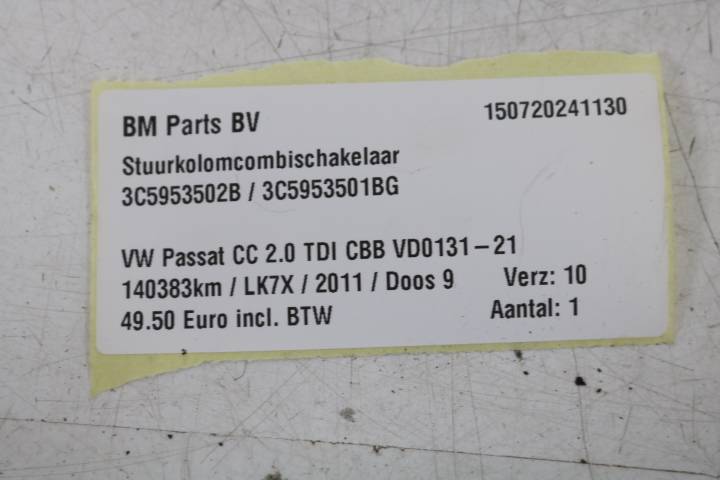 BM Parts BV 150720241130
Stuurkolomcombischakelaar
3C5953502B / 3C5953501BG
VW Passat CC 2.0 TDI CBB VD0131-21
140383km / LK7X / 2011 / Doos 9 Verz: 10
49.50 Euro incl. BTW Aantal: 1